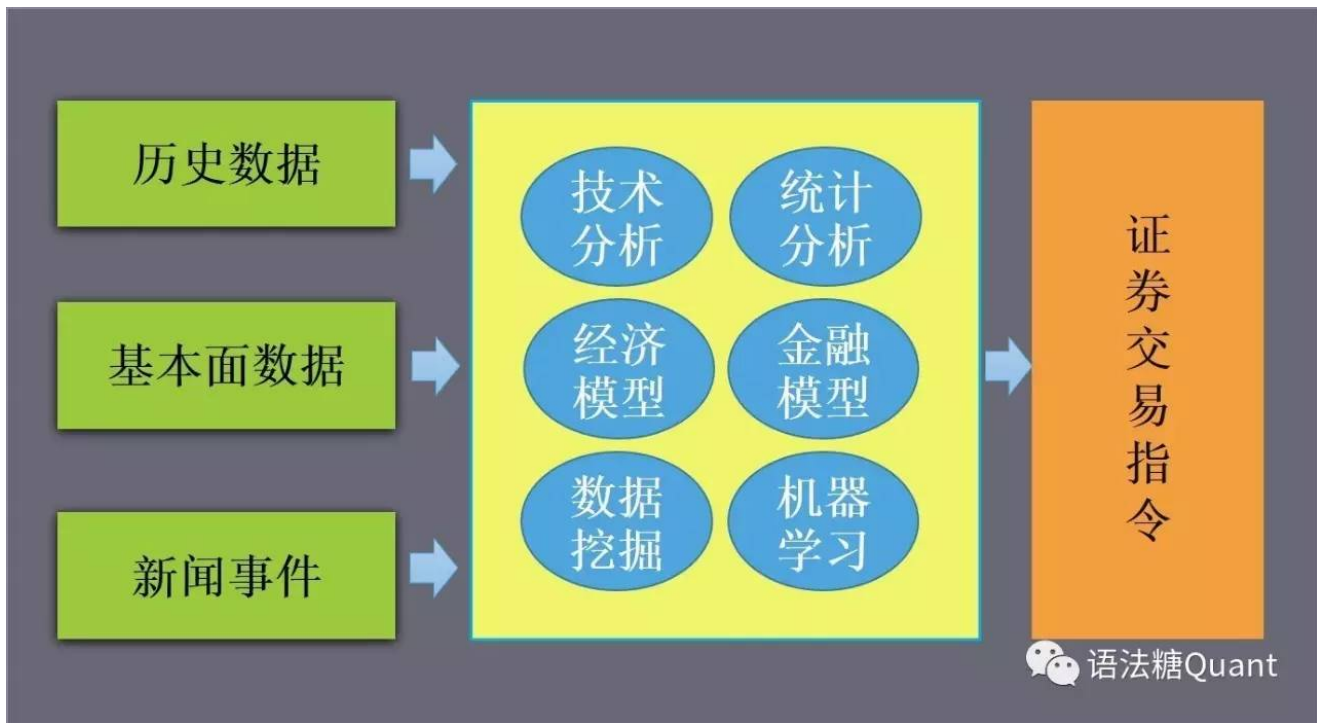 历史数据
基本面数据
新闻事件
技术
分析
统计
分析
经济
模型
金融
模型
数据
挖掘
机器
学习
证
券
交
易
指
令
语法糖Quant